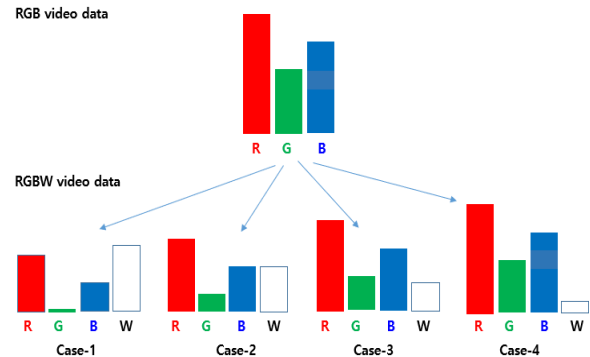 RGB video data
R G B
RGBW video data
R G B W R G B W R G B W R G B W
Case-1 Case-2 Case-3 Case-4